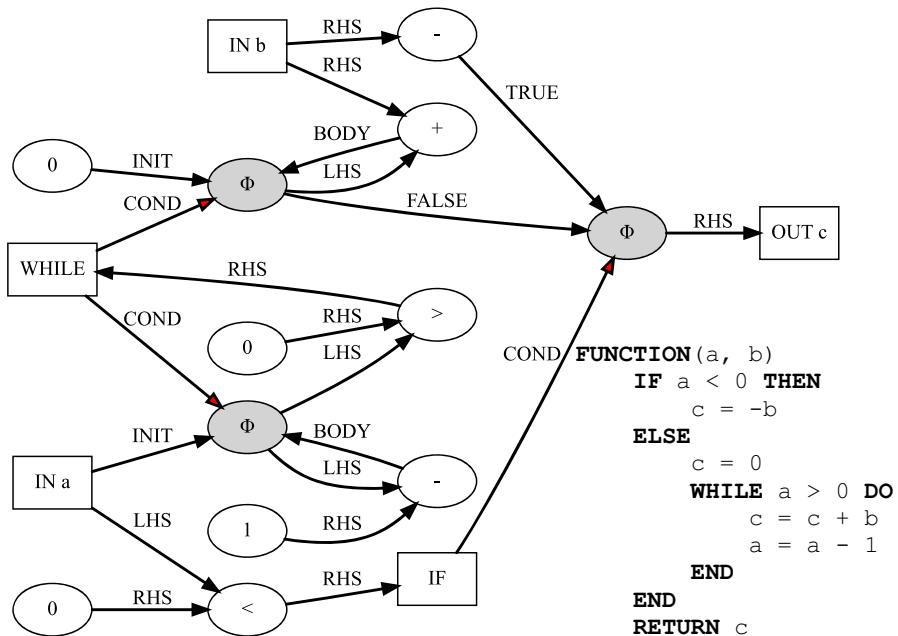 IN b
RHS
-
RHS
TRUE
BODY
+
0
INIT
Φ
LHS
COND
FALSE
Φ
RHS
OUT c
WHILE
RHS
COND
0
RHS
>
LHS
COND
INIT
Φ
BODY
IN a
LHS
-
LHS
1
RHS
0
RHS
<
RHS
IF
FUNCTION(a, b)
IF a < 0 THEN
c = -b
ELSE
c = 0
WHILE a > 0 DO
c = c + b
a = a - 1
END
END
RETURN c